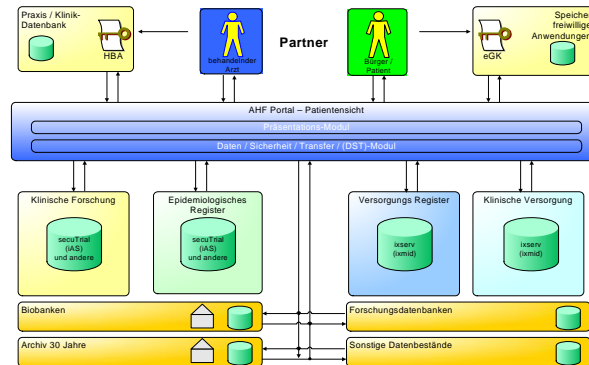 Praxis / Klinik-
Datenbank
HBA
behandelnder
Arzt
Partner
Bürger /
Patient
eGK
Speicher
freiwillige
Anwendungen
AHF Portal – Patientensicht
Präsentations-Modul
Daten / Sicherheit / Transfer / (DST)-Modul
Klinische Forschung
secuTrial
(iAS)
und andere
Epidemiologisches
Register
secuTrial
(iAS)
und andere
Versorgungs Register
ixserv
(ixmid)
Klinische Versorgung
ixserv
(ixmid)
Biobanken
Forschungsdatenbanken
Archiv 30 Jahre
Sonstige Datenbestände